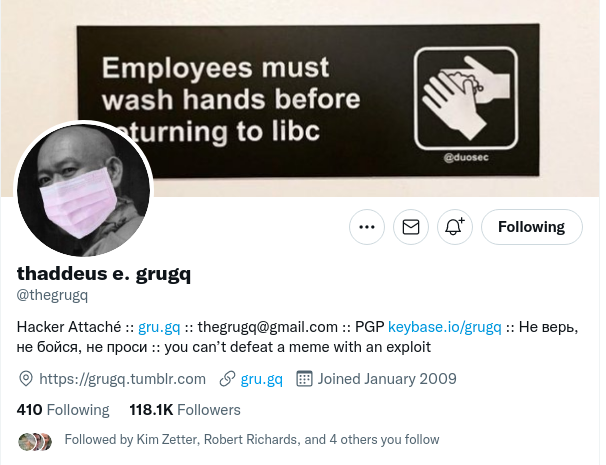 Employees must
wash hands before
eturning to libc
@duosec
Following
thaddeus e. grugq
@thegrugq
Hacker Attaché :: gru.gq :: thegrugq@gmail.com :: PGP keybase.io/grugq :: Не верь,
не бойся, не проси :: you can’t defeat a meme with an exploit
https://grugq.tumblr.com gru.gq Joined January 2009
410 Following 118.1K Followers
Followed by Kim Zetter, Robert Richards, and 4 others you follow